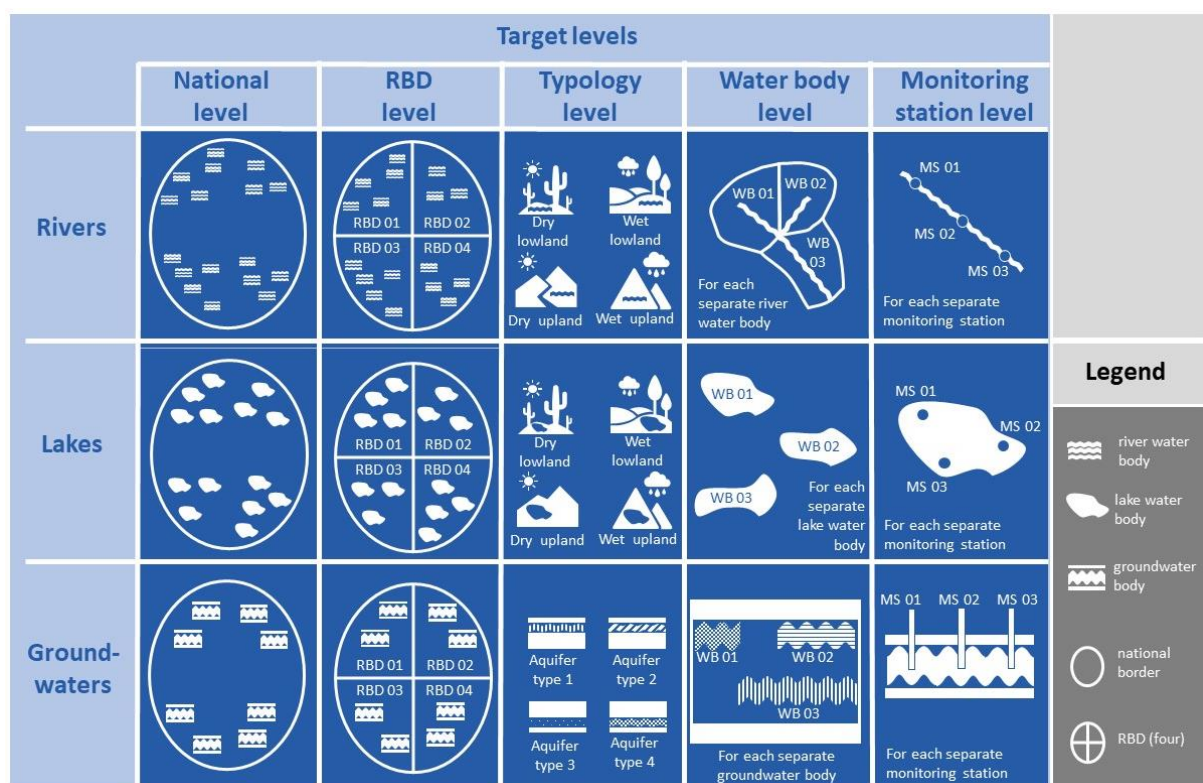 Target levels
National
level
RBD
level
Typology
level
Water body
level
Monitoring
station level
Rivers
RBD 01
RBD 02
RBD 03
RBD 04
Dry
lowland
Wet
lowland
Dry upland
Wet upland
WB 01
WB 02
WB
03
For each
separate river
water body
MS 01
MS 02
MS 03
For each separate
monitoring station
Lakes
RBD 01
RBD 02
RBD 03
RBD 04
Dry
lowland
Wet
lowland
Dry upland
Wet upland
WB 01
WB 02
WB 03
For each
separate
lake water
body
MS 01
MS 02
MS 03
For each separate
monitoring station
Ground-
waters
RBD 01
RBD 02
RBD 03
RBD 04
Aquifer
type 1
Aquifer
type 2
Aquifer
type 3
Aquifer
type 4
WB 01
WB 02
WB 03
For each separate
groundwater body
MS 01
MS 02
MS 03
For each separate
monitoring station
Legend
river water
body
lake water
body
groundwater
body
national
border
RBD (four)